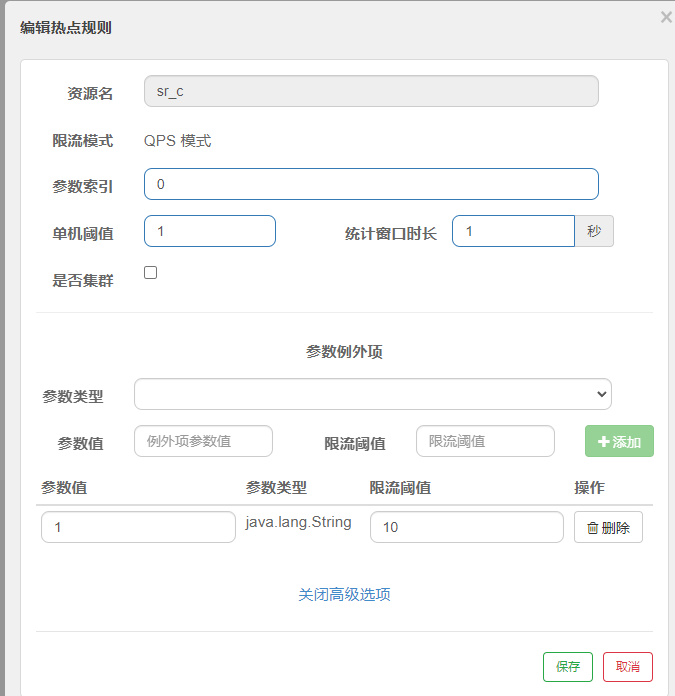 编辑热点规则
×
资源名 sr_c
限流模式 QPS 模式
参数索引 0
单机阈值 1 统计窗口时长 1 秒
是否集群
参数例外项
参数类型
参数值 例外项参数值 限流阈值 限流阈值 添加
参数值 参数类型 限流阈值 操作
1 java.lang.String 10 删除
关闭高级选项
保存 取消